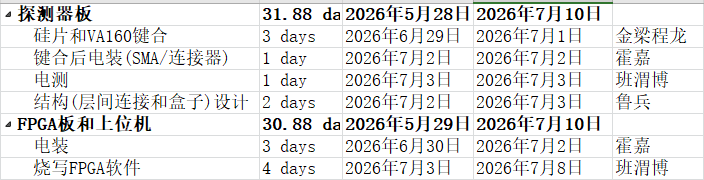 探测器板 31.88 da 2026年5月28日 2026年7月10日
硅片和VA160键合 3 days 2026年6月29日 2026年7月1日 金梁程龙
键合后电装(SMA/连接器) 1 day 2026年7月2日 2026年7月2日 霍嘉
电测 1 day 2026年7月3日 2026年7月3日 班渭博
结构(层间连接和盒子)设计 2 days 2026年7月2日 2026年7月3日 鲁兵
FPGA板和上位机 30.88 da 2026年5月29日 2026年7月10日
电装 3 days 2026年6月30日 2026年7月2日 霍嘉
烧写FPGA软件 4 days 2026年7月3日 2026年7月8日 班渭博